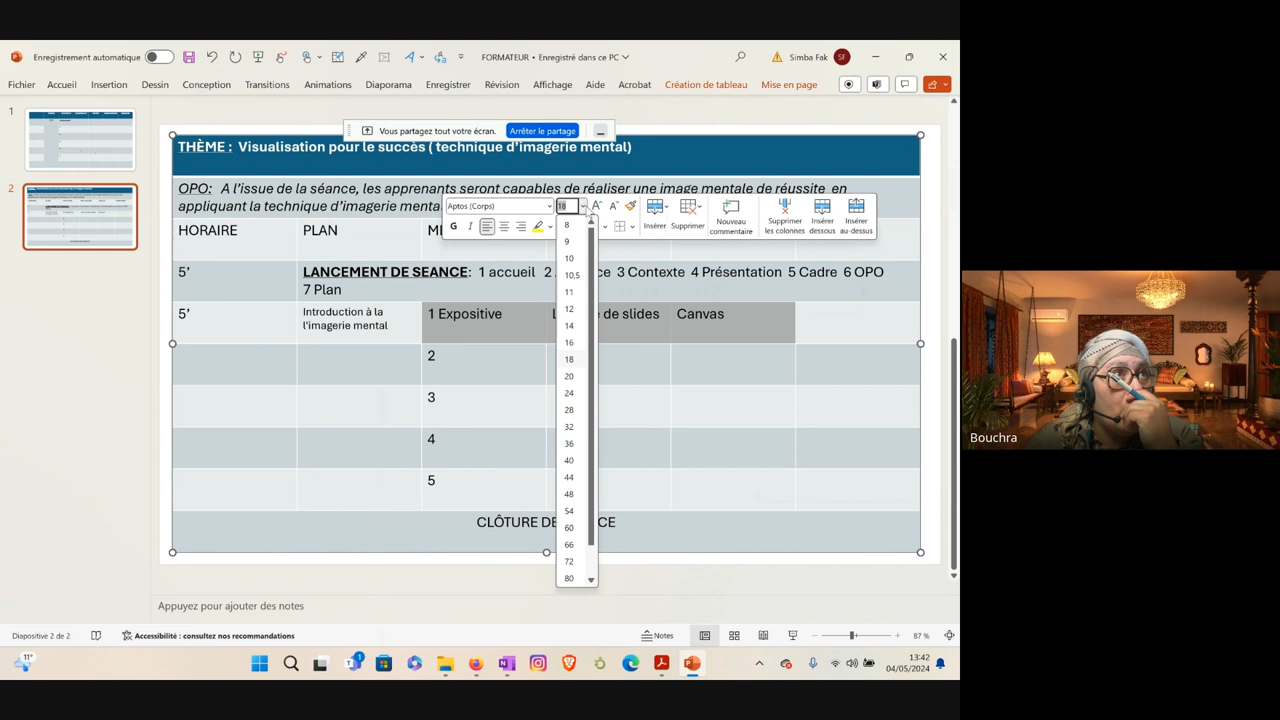 Enregistrement automatique
FORMATEUR • Enregistré dans ce PC
Simba Fak
SF
Fichier
Accueil
Insertion
Dessin
Conception
Transitions
Animations
Diaporama
Enregistrer
Révision
Affichage
Aide
Acrobat
Création de tableau
Mise en page
1
2
Vous partagez tout votre écran.
Arrêter le partage
THÈME : Visualisation pour le succès ( technique d'imagerie mental)
OPO: A l'issue de la séance, les apprenants seront capables de réaliser une image mentale de réussite en
appliquant la technique d'imagerie menta
Aptos (Corps)
18
G
I
Insérer
Supprimer
Nouveau
commentaire
Supprimer
les colonnes
Insérer
dessous
Insérer
au-dessus
8
9
10
10,5
11
12
14
16
18
20
24
28
32
36
40
44
48
54
60
66
72
80
HORAIRE
PLAN
5'
LANCEMENT DE SEANCE: 1 accueil 2 ce 3 Contexte 4 Présentation 5 Cadre 6 OPO
7 Plan
5'
Introduction à la
l'imagerie mental
1 Expositive
de slides
Canvas
2
3
4
5
CLÔTURE DE CE
Appuyez pour ajouter des notes
Diapositive 2 de 2
Accessibilité : consultez nos recommandations
Notes
87 %
11°
1
13:42
04/05/2024
Bouchra